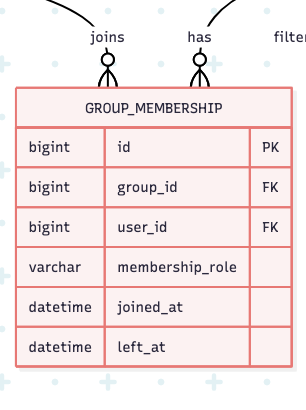 joins has filter
GROUP_MEMBERSHIP
bigint id PK
bigint group_id FK
bigint user_id FK
varchar membership_role
datetime joined_at
datetime left_at